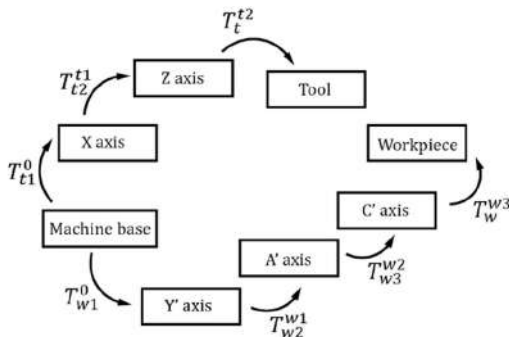 T_t^{t2}
Z axis
T_{t2}^{t1}
Tool
X axis
Workpiece
T_{t1}^0
C' axis
T_w^{w3}
Machine base
A' axis
T_{w3}^{w2}
T_{w1}^0
Y' axis
T_{w2}^{w1}